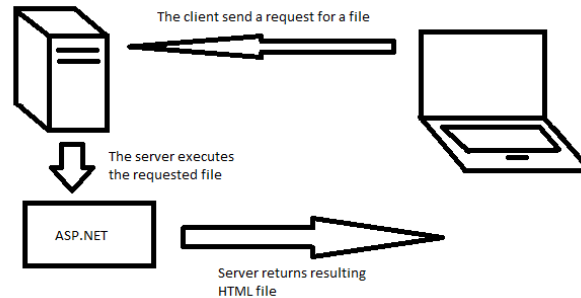 The client send a request for a file
The server executes
the requested file
ASP.NET
Server returns resulting
HTML file